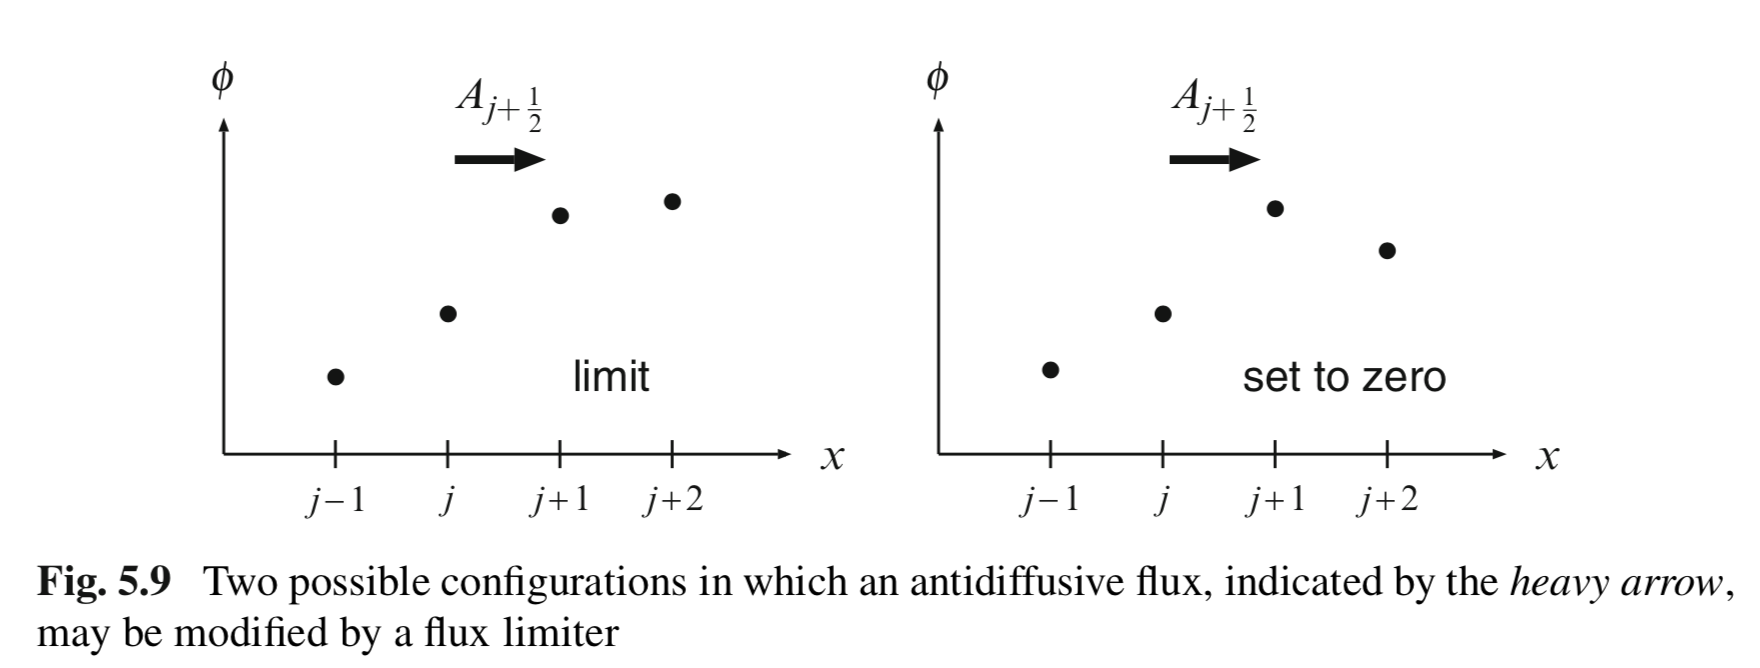 ϕ ϕ
A_{j+\frac{1}{2}} A_{j+\frac{1}{2}}
limit set to zero
x x
j−1 j j+1 j+2 j−1 j j+1 j+2
Fig. 5.9 Two possible configurations in which an antidiffusive flux, indicated by the heavy arrow,
may be modified by a flux limiter